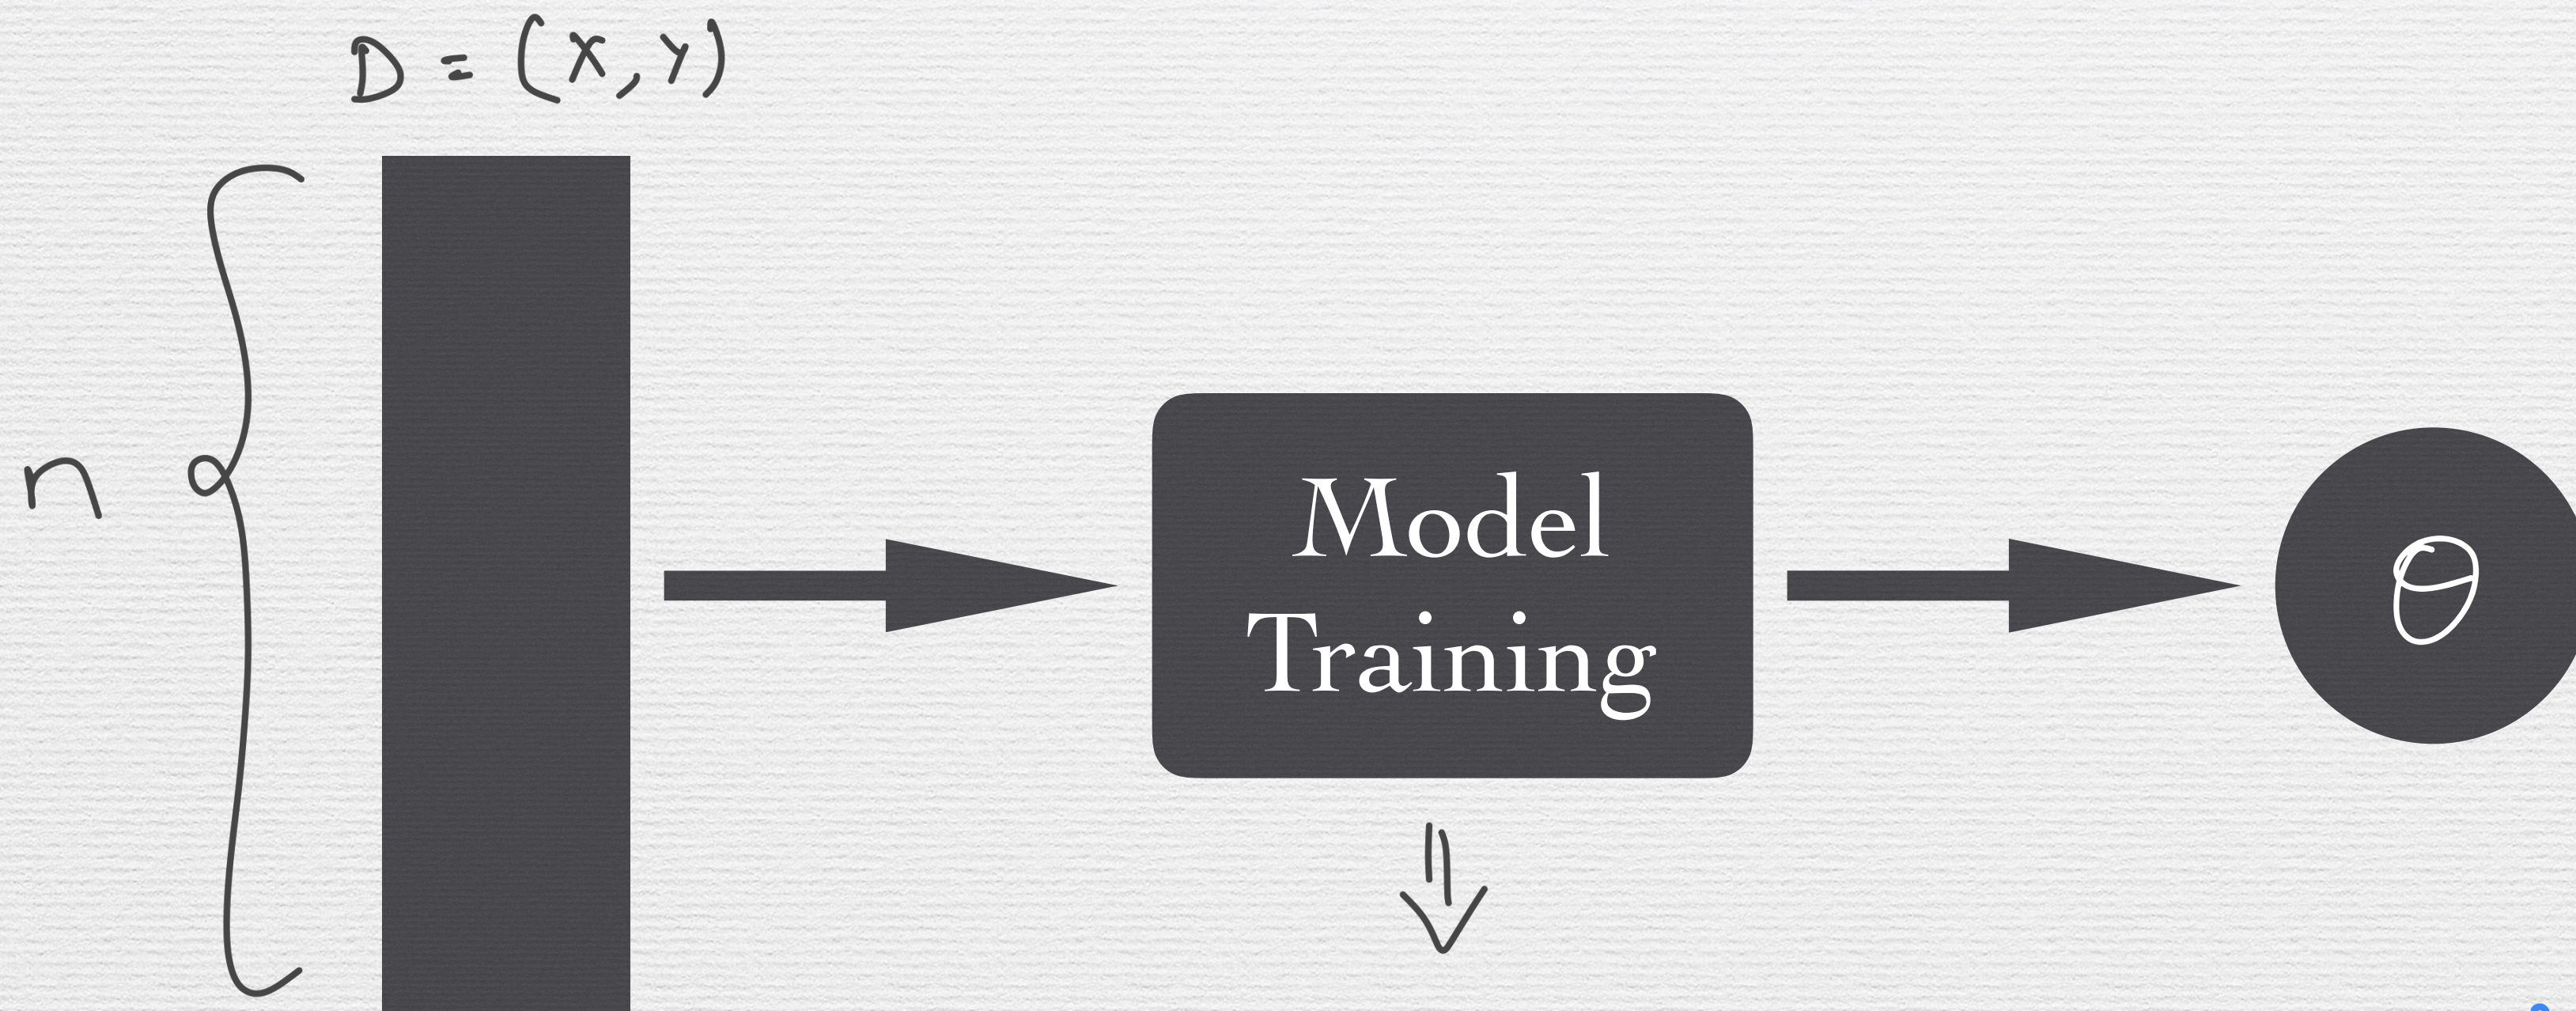 D = (X, Y)
n
Model
Training
θ